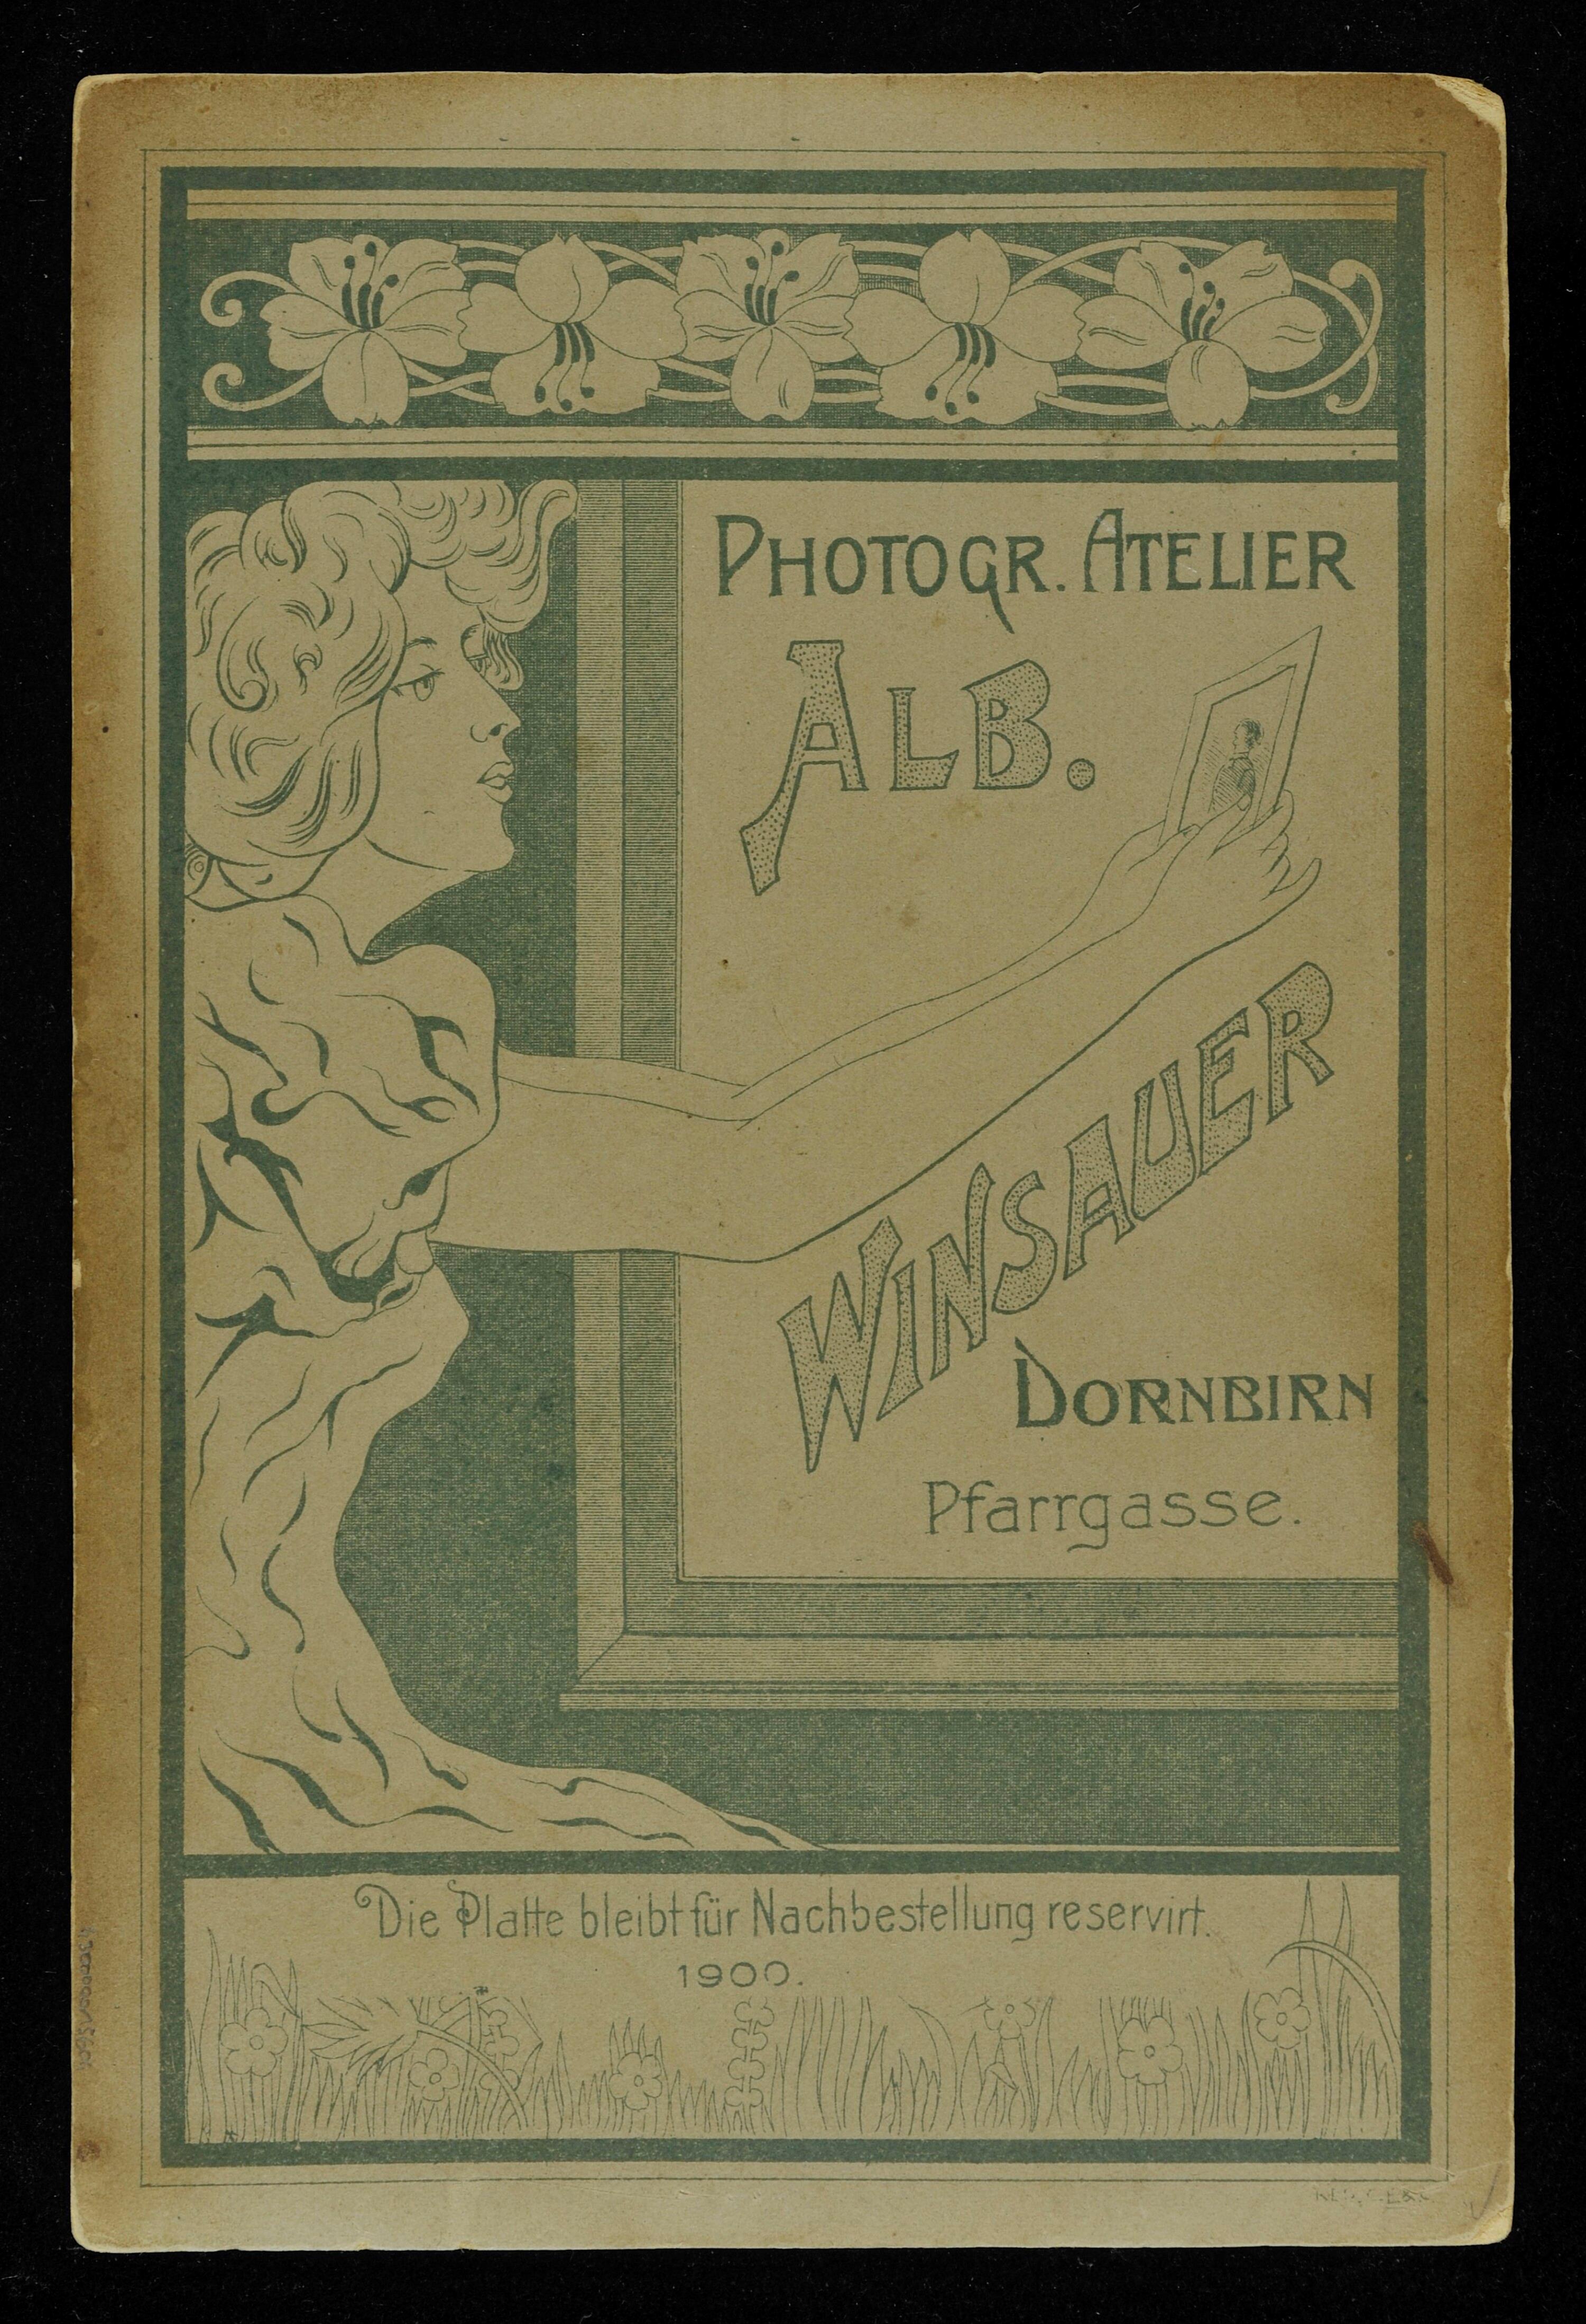 PHOTOGR. ATELIER
ALB.
WINSAUER
DORNBIRN
Pfarrgasse.
Die Platte bleibt für Nachbestellung reservirt.
1900.